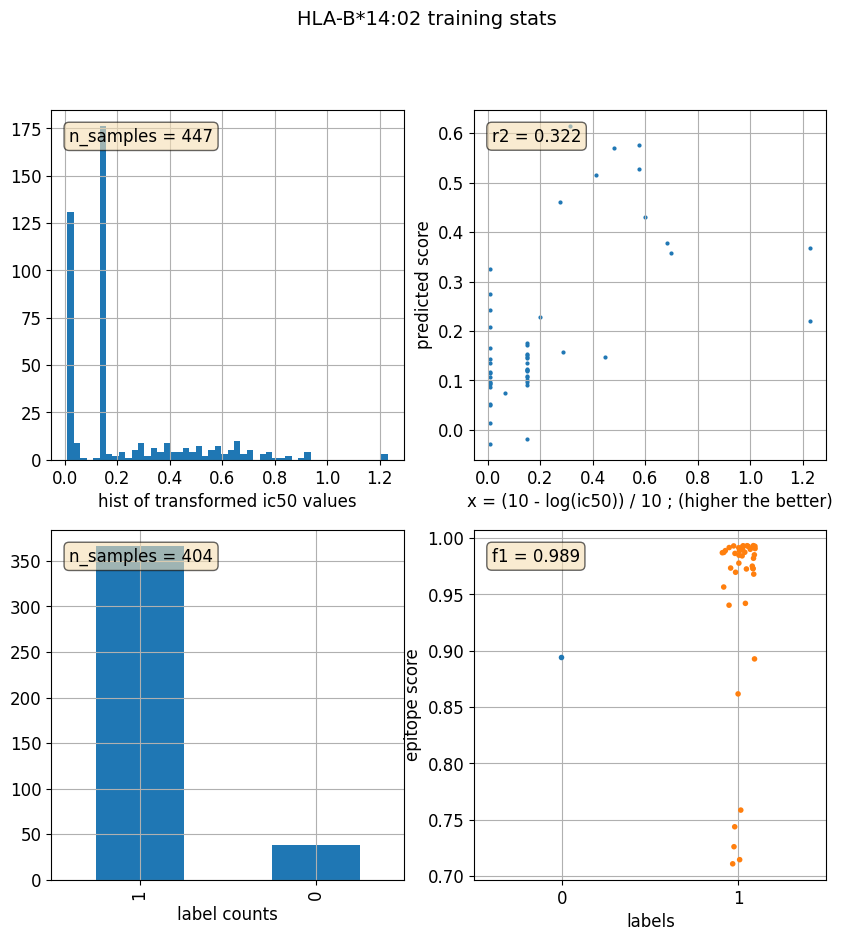 HLA-B*14:02 training stats
n_samples = 447
175
150
125
100
75
50
25
0
0.0 0.2 0.4 0.6 0.8 1.0 1.2
hist of transformed ic50 values
r2 = 0.322
predicted score
0.6
0.5
0.4
0.3
0.2
0.1
0.0
0.0 0.2 0.4 0.6 0.8 1.0 1.2
x = (10 - log(ic50)) / 10 ; (higher the better)
n_samples = 404
350
300
250
200
150
100
50
0
1 0
label counts
f1 = 0.989
epitope score
1.00
0.95
0.90
0.85
0.80
0.75
0.70
0 1
labels